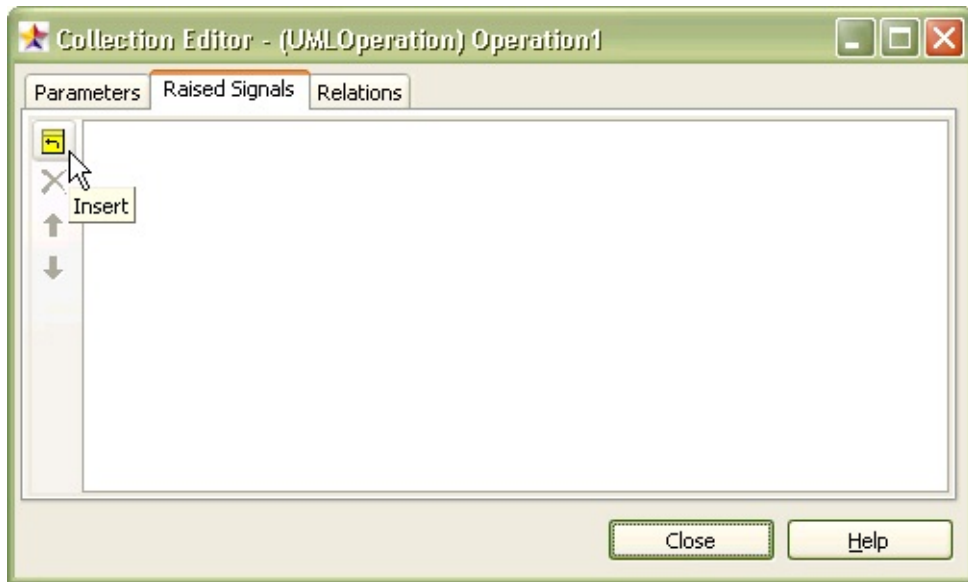 Collection Editor - (UMLOperation) Operation1
Parameters Raised Signals Relations
Insert
Close Help